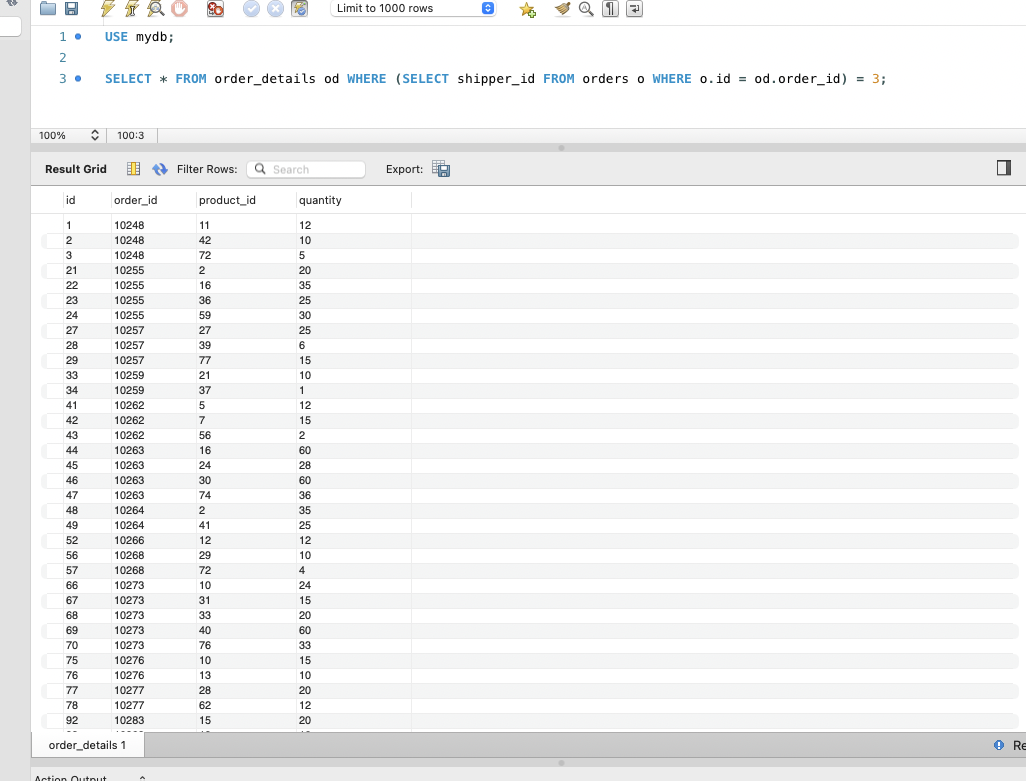 Limit to 1000 rows
1 USE mydb;
2
3 SELECT * FROM order_details od WHERE (SELECT shipper_id FROM orders o WHERE o.id = od.order_id) = 3;
100% 100:3
Result Grid Filter Rows: Search Export:
id order_id product_id quantity
1 10248 11 12
2 10248 42 10
3 10248 72 5
21 10255 2 20
22 10255 16 35
23 10255 36 25
24 10255 59 30
27 10257 27 25
28 10257 39 6
29 10257 77 15
33 10259 21 10
34 10259 37 1
41 10262 5 12
42 10262 7 15
43 10262 56 2
44 10263 16 60
45 10263 24 28
46 10263 30 60
47 10263 74 36
48 10264 2 35
49 10264 41 25
52 10266 12 12
56 10268 29 10
57 10268 72 4
66 10273 10 24
67 10273 31 15
68 10273 33 20
69 10273 40 60
70 10273 76 33
75 10276 10 15
76 10276 13 10
77 10277 28 20
78 10277 62 12
92 10283 15 20
order_details 1 Re
Action Output